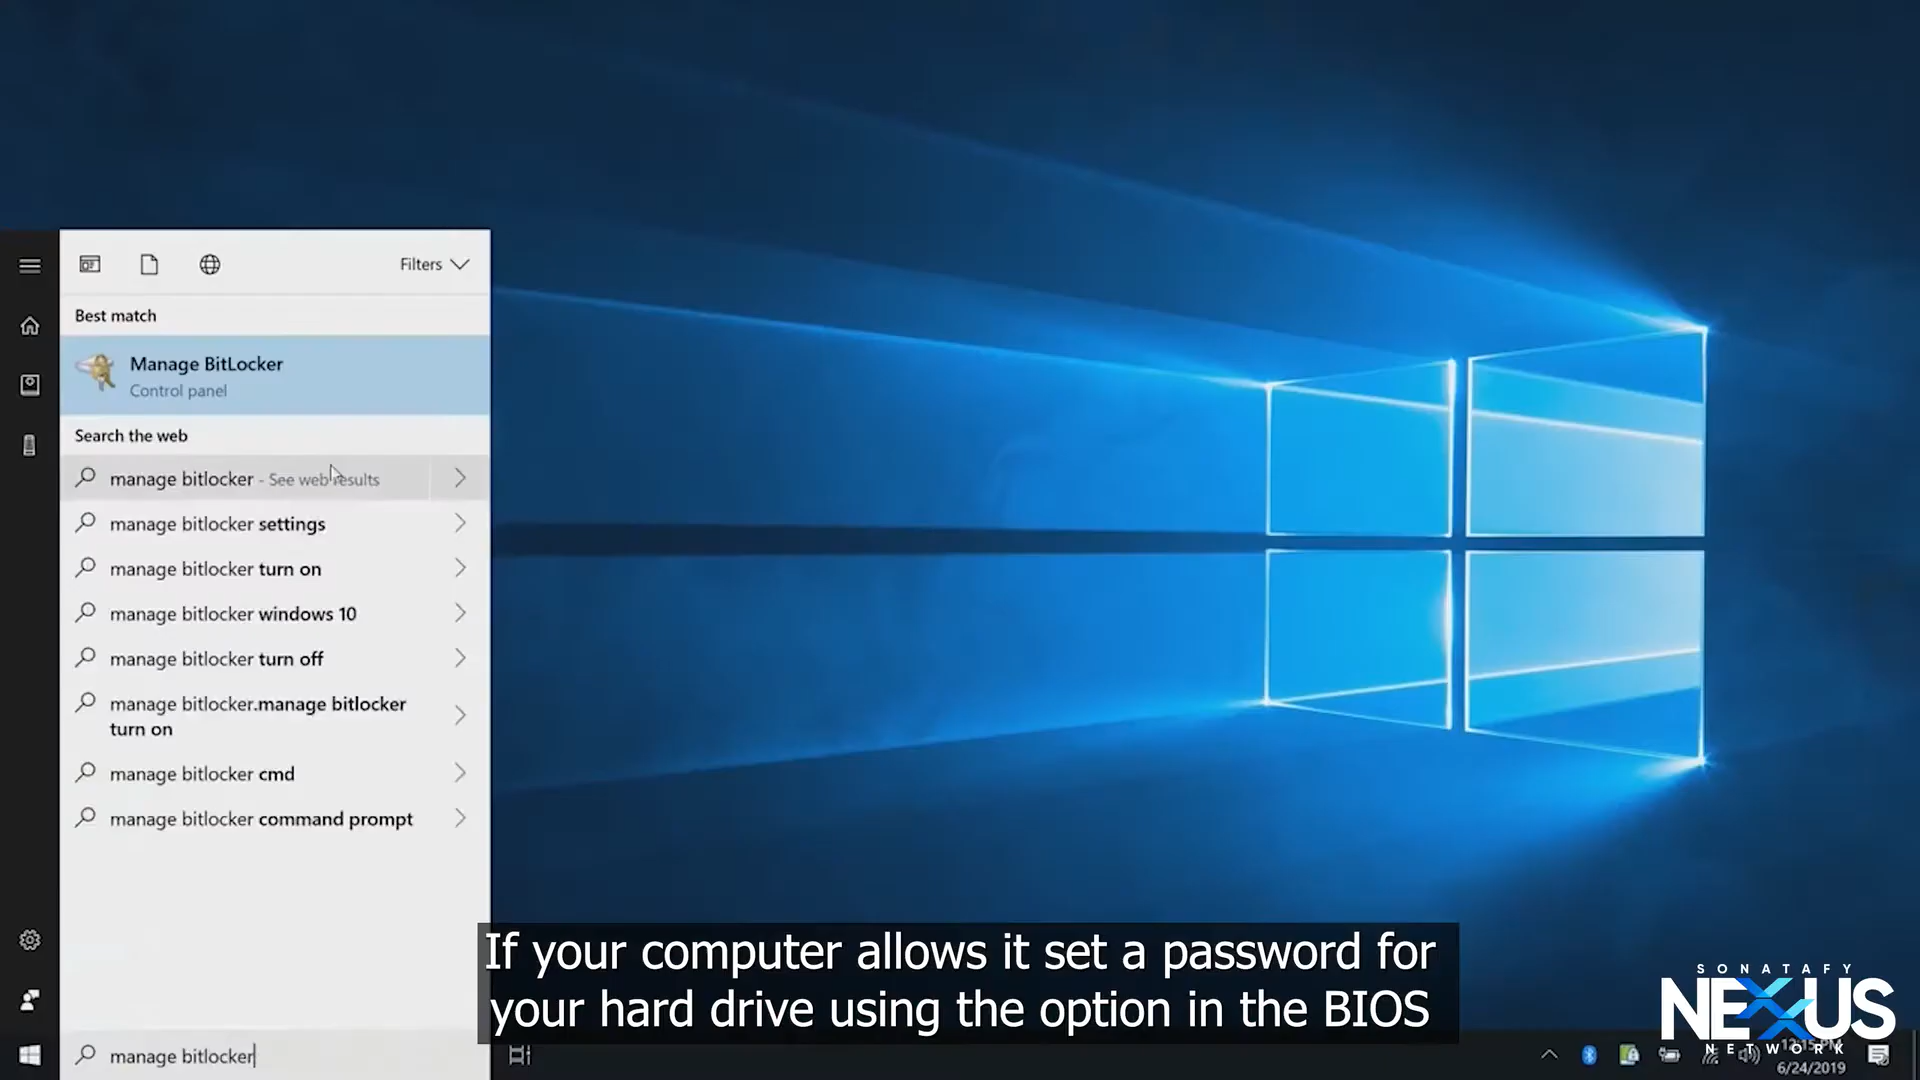 Filters
Best match
Manage BitLocker
Control panel
Search the web
manage bitlocker - See web results
manage bitlocker settings
manage bitlocker turn on
manage bitlocker windows 10
manage bitlocker turn off
manage bitlocker.manage bitlocker
turn on
manage bitlocker cmd
manage bitlocker command prompt
If your computer allows it set a password for
your hard drive using the option in the BIOS
manage bitlocker
SONATAFY
NEXUS
NETWORK
12:15 PM
6/24/2019